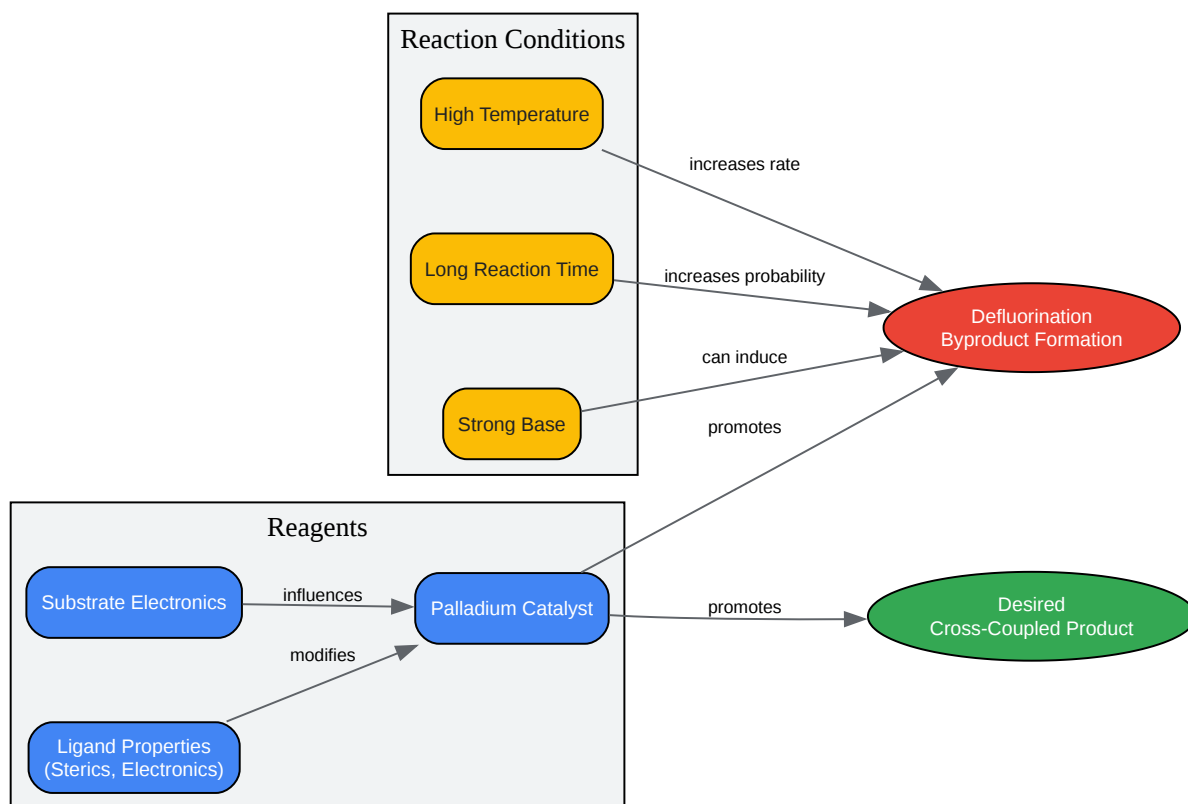 Reaction Conditions
High Temperature
increases rate
Long Reaction Time
increases probability
Defluorination
Byproduct Formation
can induce
Strong Base
promotes
Reagents
Substrate Electronics
influences
Palladium Catalyst
promotes
Desired
Cross-Coupled Product
modifies
Ligand Properties
(Sterics, Electronics)